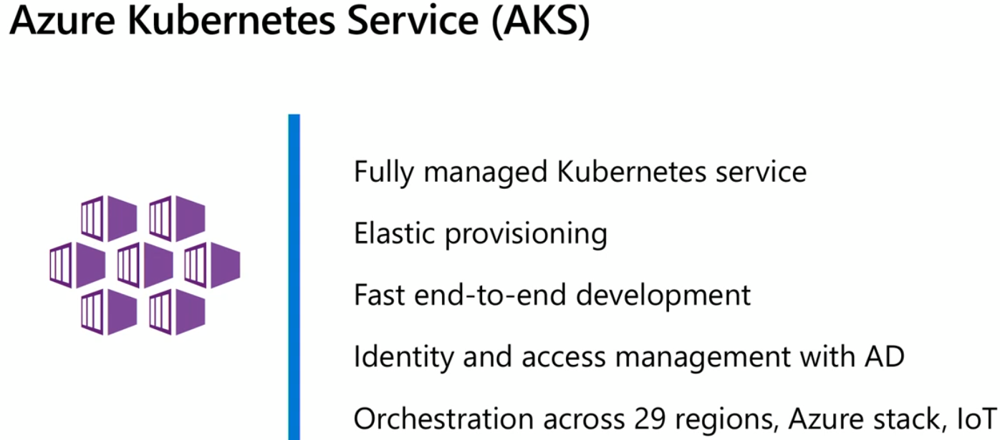 Azure Kubernetes Service (AKS)
Fully managed Kubernetes service
Elastic provisioning
Fast end-to-end development
Identity and access management with AD
Orchestration across 29 regions, Azure stack, IoT